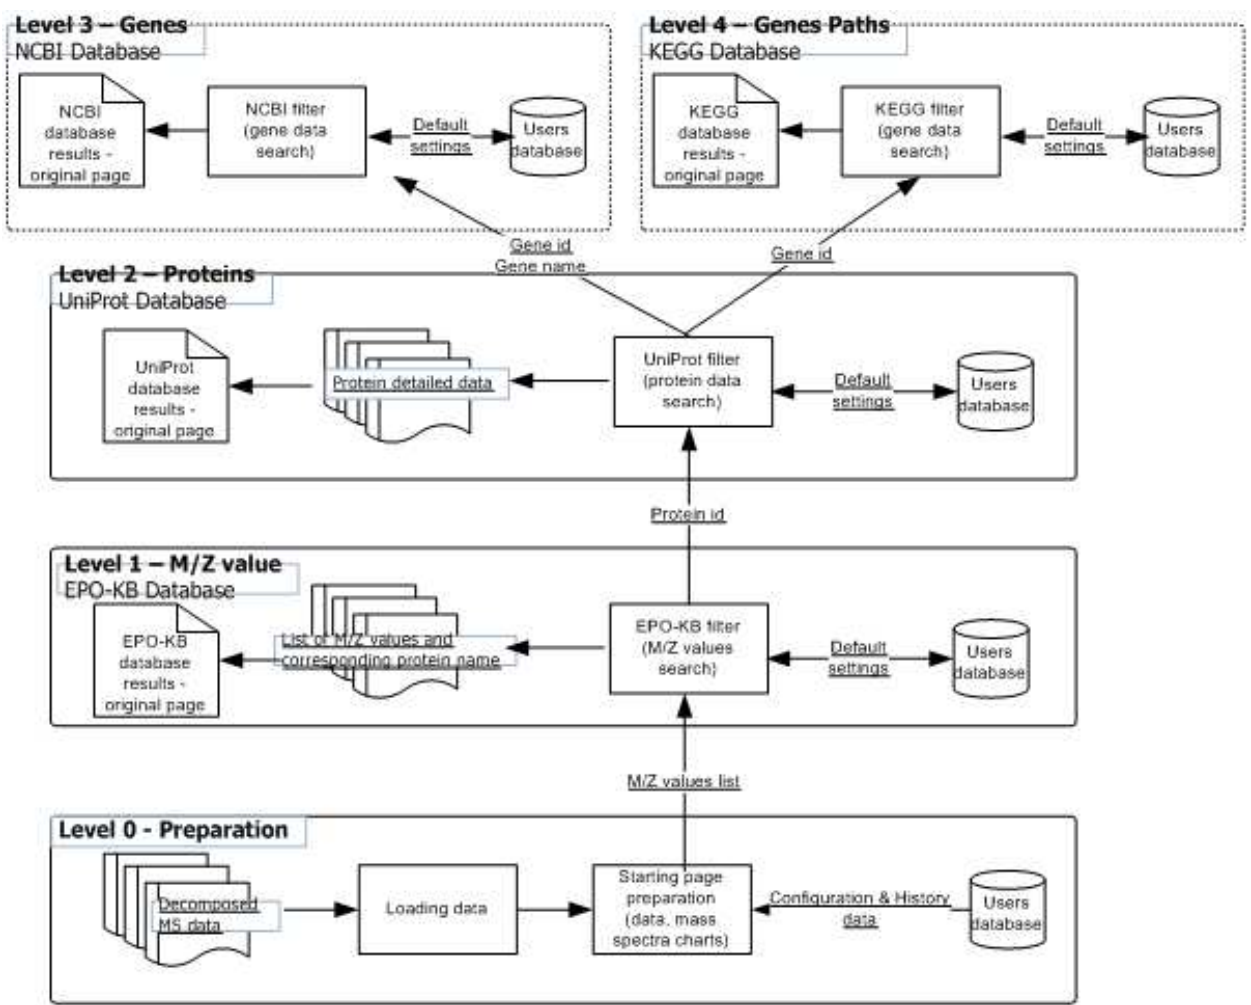 Level 3 – Genes
NCBI Database
NCBI
database
results -
original page
NCBI filter
(gene data
search)
Default
settings
Users
database
Level 4 – Genes Paths
KEGG Database
KEGG
database
results -
original page
KEGG filter
(gene data
search)
Default
settings
Users
database
Gene id
Gene name
Gene id
Level 2 – Proteins
UniProt Database
UniProt
database
results -
original page
Protein detailed data
UniProt filter
(protein data
search)
Default
settings
Users
database
Protein id
Level 1 – M/Z value
EPO-KB Database
EPO-KB
database
results -
original page
List of M/Z values and
corresponding protein name
EPO-KB filter
(M/Z values
search)
Default
settings
Users
database
M/Z values list
Level 0 - Preparation
Decomposed
MS data
Loading data
Starting page
preparation
(data, mass
spectra charts)
Configuration & History
data
Users
database